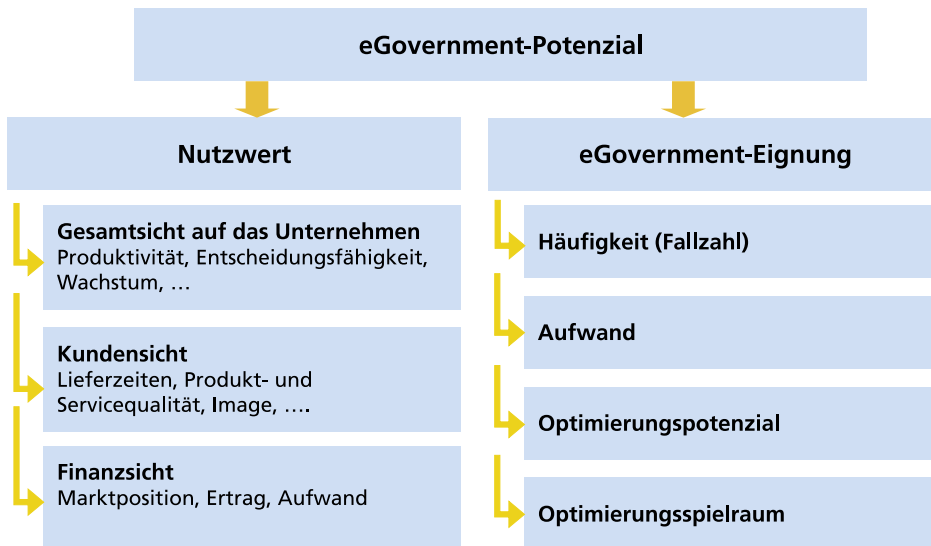 eGovernment-Potenzial
Nutzwert
Gesamtsicht auf das Unternehmen
Produktivität, Entscheidungsfähigkeit,
Wachstum, …
Kundensicht
Lieferzeiten, Produkt- und
Servicequalität, Image, ….
Finanzsicht
Marktposition, Ertrag, Aufwand
eGovernment-Eignung
Häufigkeit (Fallzahl)
Aufwand
Optimierungspotenzial
Optimierungsspielraum